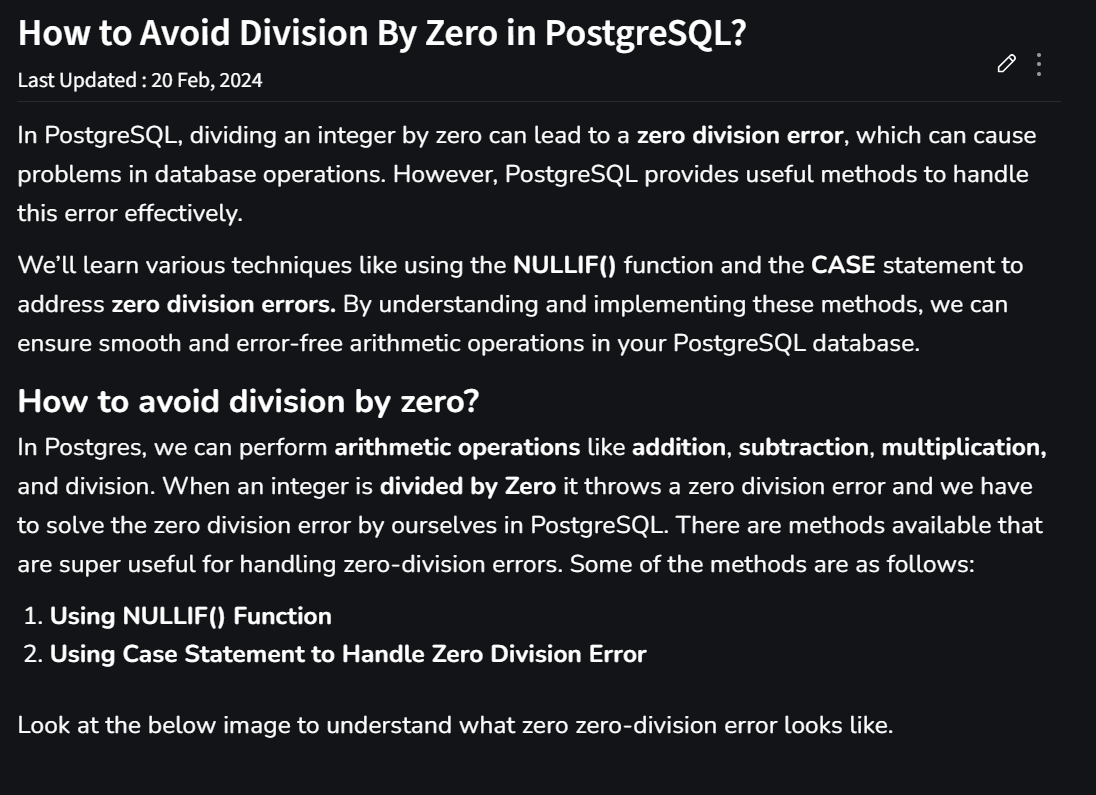 How to Avoid Division By Zero in PostgreSQL?
Last Updated : 20 Feb, 2024
In PostgreSQL, dividing an integer by zero can lead to a zero division error, which can cause
problems in database operations. However, PostgreSQL provides useful methods to handle
this error effectively.
We’ll learn various techniques like using the NULLIF() function and the CASE statement to
address zero division errors. By understanding and implementing these methods, we can
ensure smooth and error-free arithmetic operations in your PostgreSQL database.
How to avoid division by zero?
In Postgres, we can perform arithmetic operations like addition, subtraction, multiplication,
and division. When an integer is divided by Zero it throws a zero division error and we have
to solve the zero division error by ourselves in PostgreSQL. There are methods available that
are super useful for handling zero-division errors. Some of the methods are as follows:
1. Using NULLIF() Function
2. Using Case Statement to Handle Zero Division Error
Look at the below image to understand what zero zero-division error looks like.